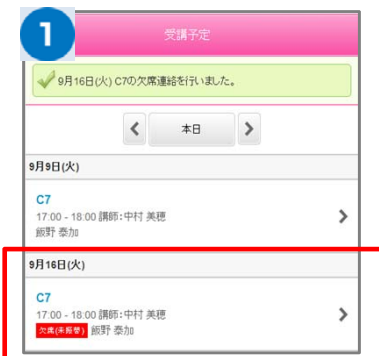 1
受講予定
9月16日(火) C7の欠席連絡を行いました。
本日
9月9日(火)
C7
17:00 - 18:00 講師:中村 美穂
飯野 泰加
9月16日(火)
C7
17:00 - 18:00 講師:中村 美穂
欠席(未振替) 飯野 泰加